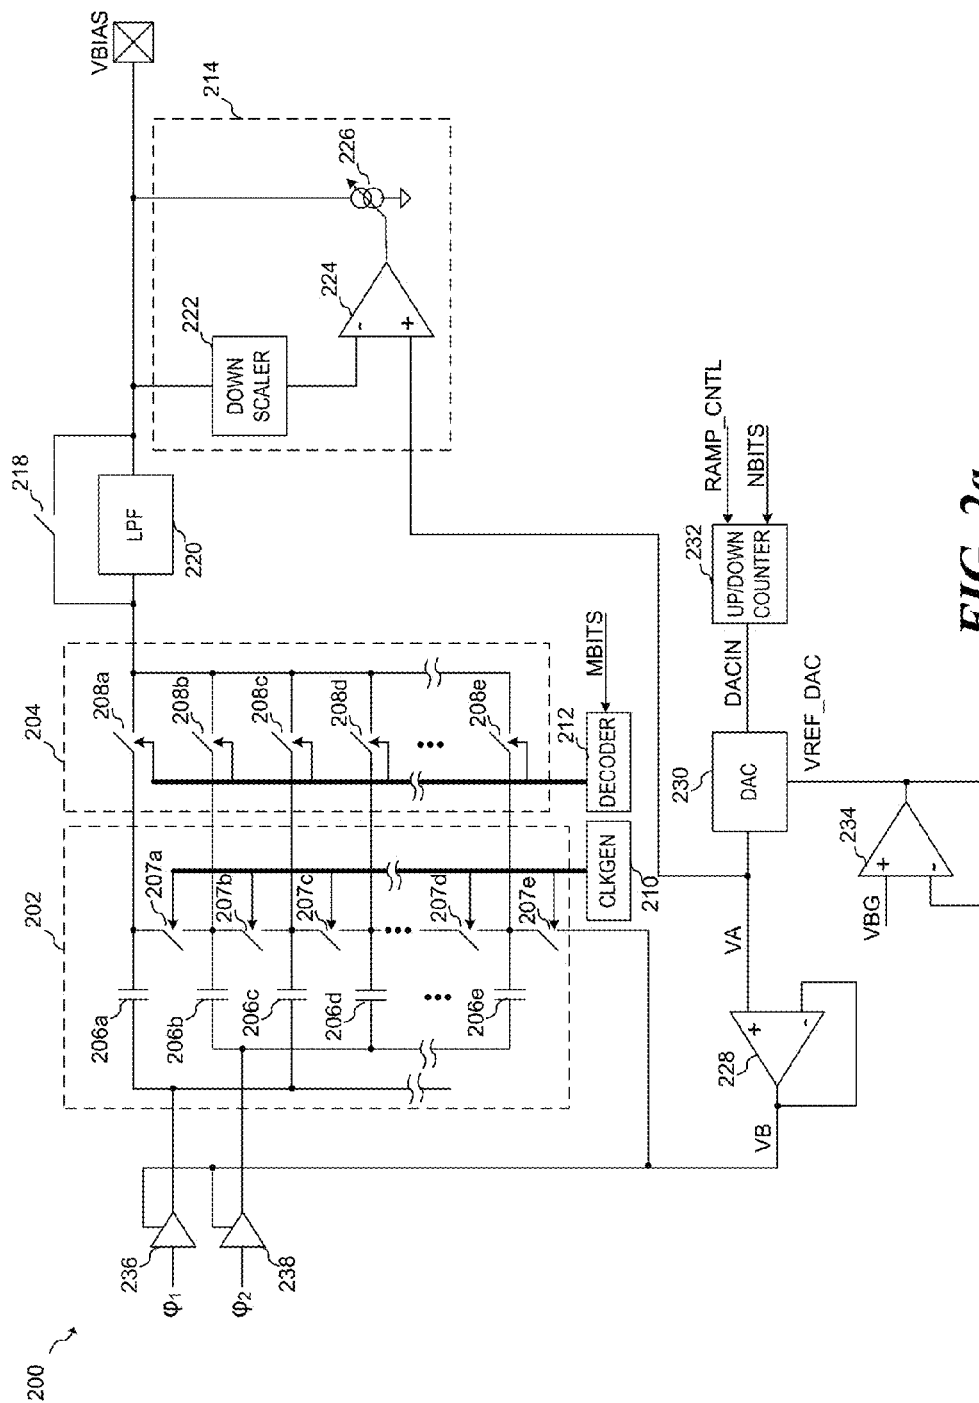 200
φ1
φ2
236
238
202
206a
206b
206c
206d
206e
207a
207b
207c
207d
207e
204
208a
208b
208c
208d
208e
CLKGEN
210
DECODER
212
MBITS
218
LPF
220
214
DOWN
SCALER
222
224
-
+
226
VBIAS
VB
228
+
-
VA
DAC
230
DACIN
UP/DOWN
COUNTER
232
RAMP_CNTL
NBITS
VREF_DAC
VBG
234
+
-
FIG. 2a